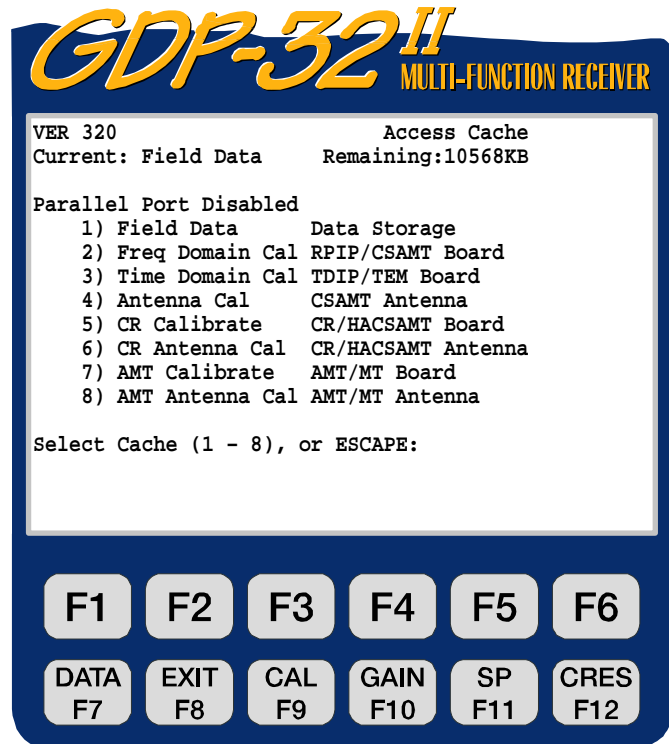 GDP-32 II
MULTI-FUNCTION RECEIVER
VER 320 Access Cache
Current: Field Data Remaining:10568KB
Parallel Port Disabled
1) Field Data Data Storage
2) Freq Domain Cal RPIP/CSAMT Board
3) Time Domain Cal TDIP/TEM Board
4) Antenna Cal CSAMT Antenna
5) CR Calibrate CR/HACSAMT Board
6) CR Antenna Cal CR/HACSAMT Antenna
7) AMT Calibrate AMT/MT Board
8) AMT Antenna Cal AMT/MT Antenna
Select Cache (1 – 8), or ESCAPE:
F1 F2 F3 F4 F5 F6
DATA EXIT CAL GAIN SP CRES
F7 F8 F9 F10 F11 F12